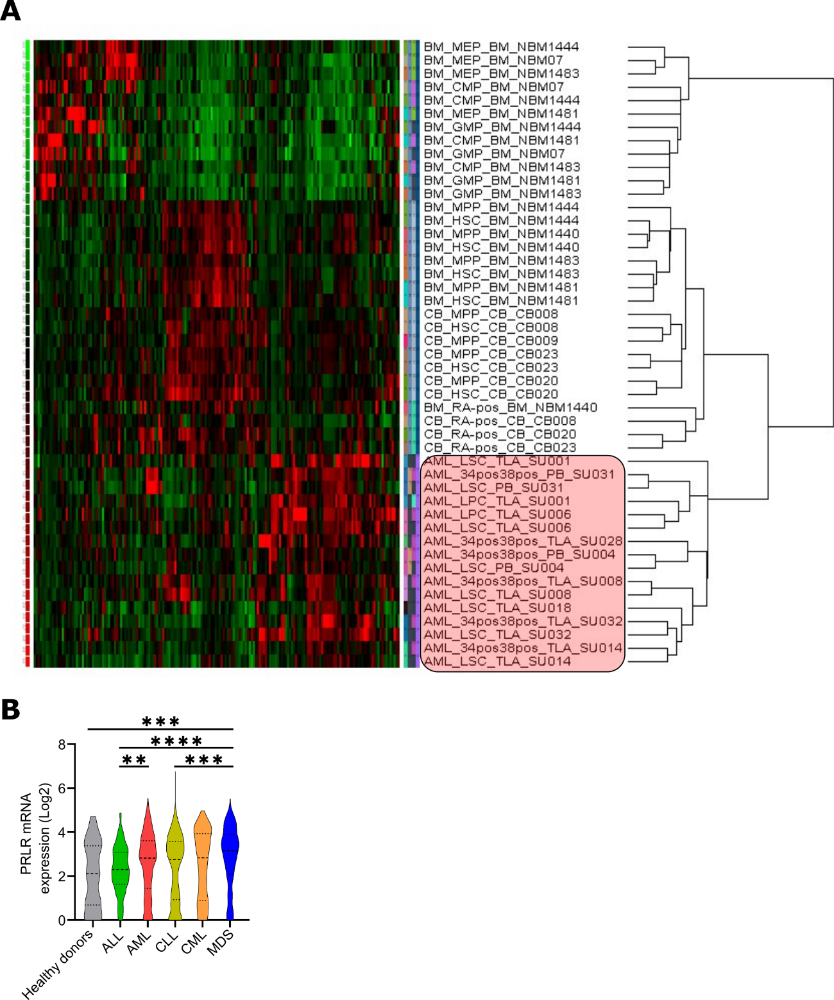 A
BM_MEP_BM_NBM1444
BM_MEP_BM_NBM07
BM_MEP_BM_NBM1483
BM_CMP_BM_NBM07
BM_CMP_BM_NBM1444
BM_MEP_BM_NBM1481
BM_GMP_BM_NBM1444
BM_CMP_BM_NBM1481
BM_GMP_BM_NBM07
BM_CMP_BM_NBM1483
BM_GMP_BM_NBM1481
BM_GMP_BM_NBM1483
BM_MPP_BM_NBM1444
BM_HSC_BM_NBM1444
BM_MPP_BM_NBM1440
BM_HSC_BM_NBM1440
BM_MPP_BM_NBM1483
BM_HSC_BM_NBM1483
BM_MPP_BM_NBM1481
BM_HSC_BM_NBM1481
CB_MPP_CB_CB008
CB_HSC_CB_CB008
CB_MPP_CB_CB009
CB_MPP_CB_CB023
CB_HSC_CB_CB023
CB_MPP_CB_CB020
CB_HSC_CB_CB020
BM_RA-pos_BM_NBM1440
CB_RA-pos_CB_CB008
CB_RA-pos_CB_CB020
CB_RA-pos_CB_CB023
AML_LSC_TLA_SU001
AML_34pos38pos_PB_SU031
AML_LSC_PB_SU031
AML_LPC_TLA_SU001
AML_LPC_TLA_SU006
AML_LSC_TLA_SU006
AML_34pos38pos_TLA_SU028
AML_34pos38pos_PB_SU004
AML_LSC_PB_SU004
AML_34pos38pos_TLA_SU008
AML_LSC_TLA_SU008
AML_LSC_TLA_SU018
AML_34pos38pos_TLA_SU032
AML_LSC_TLA_SU032
AML_34pos38pos_TLA_SU014
AML_LSC_TLA_SU014
B
***
****
** ***
PRLR mRNA
expression (Log2)
8
6
4
2
0
Healthy donors
ALL
AML
CLL
CML
MDS